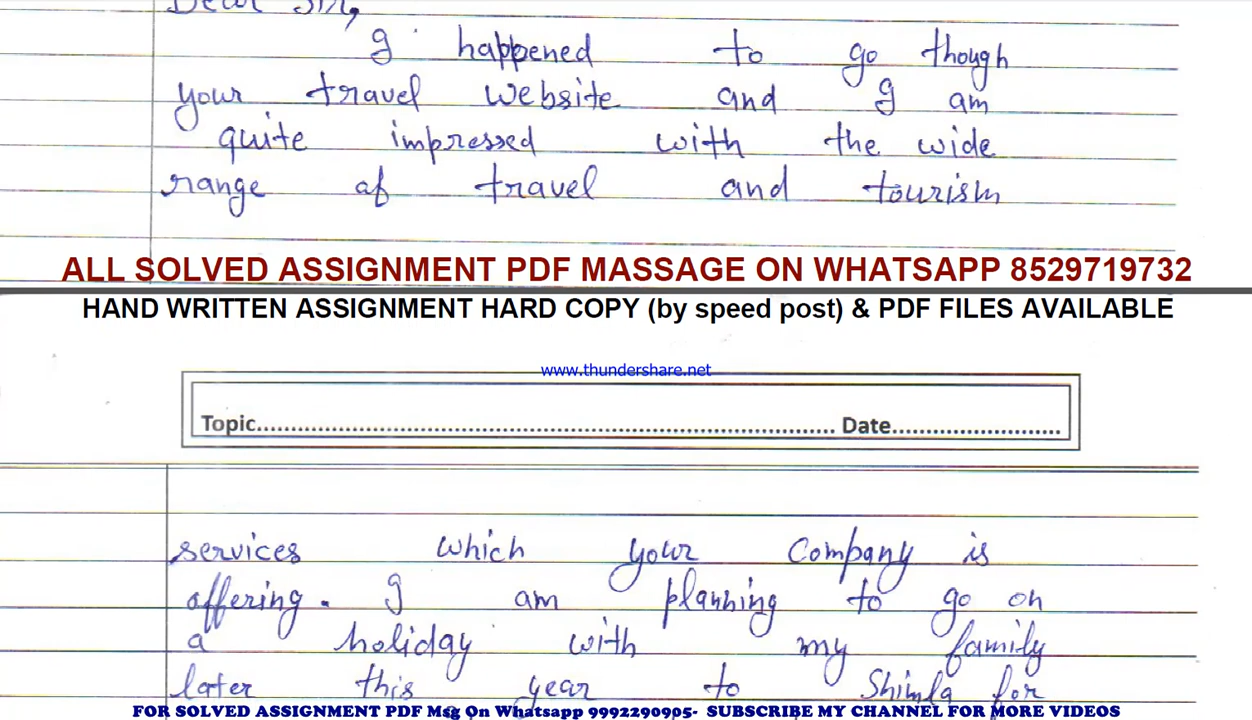 Dear Sir,
I happened to go though
your travel website and I am
quite impressed with the wide
range of travel and tourism
ALL SOLVED ASSIGNMENT PDF MASSAGE ON WHATSAPP 8529719732
HAND WRITTEN ASSIGNMENT HARD COPY (by speed post) & PDF FILES AVAILABLE
www.thundershare.net
Topic.................................................................................... Date.........................
services which your Company is
offering. I am planning to go on
a holiday with my family
later this year to Shimla for
FOR SOLVED ASSIGNMENT PDF Msg On Whatsapp 9992290905- SUBSCRIBE MY CHANNEL FOR MORE VIDEOS